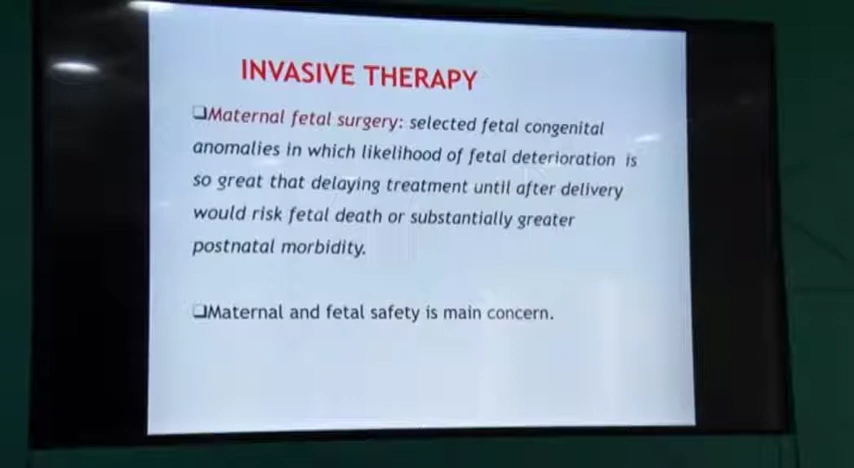 INVASIVE THERAPY
❑Maternal fetal surgery: selected fetal congenital
anomalies in which likelihood of fetal deterioration is
so great that delaying treatment until after delivery
would risk fetal death or substantially greater
postnatal morbidity.
❑Maternal and fetal safety is main concern.